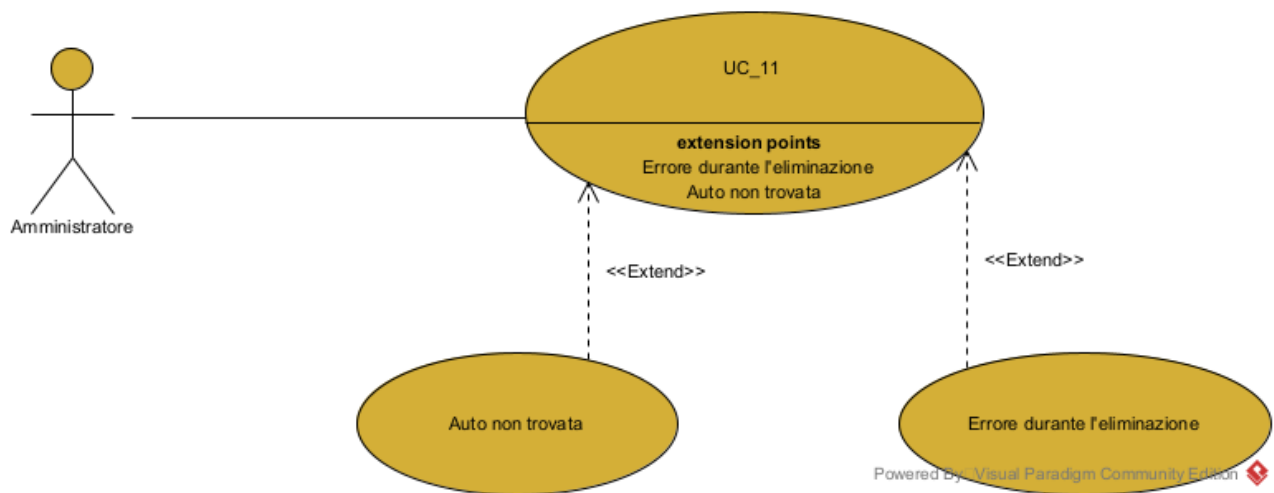 UC_11
extension points
Errore durante l'eliminazione
Auto non trovata
Amministratore
<<Extend>>
<<Extend>>
Auto non trovata
Errore durante l'eliminazione
Powered By Visual Paradigm Community Edition